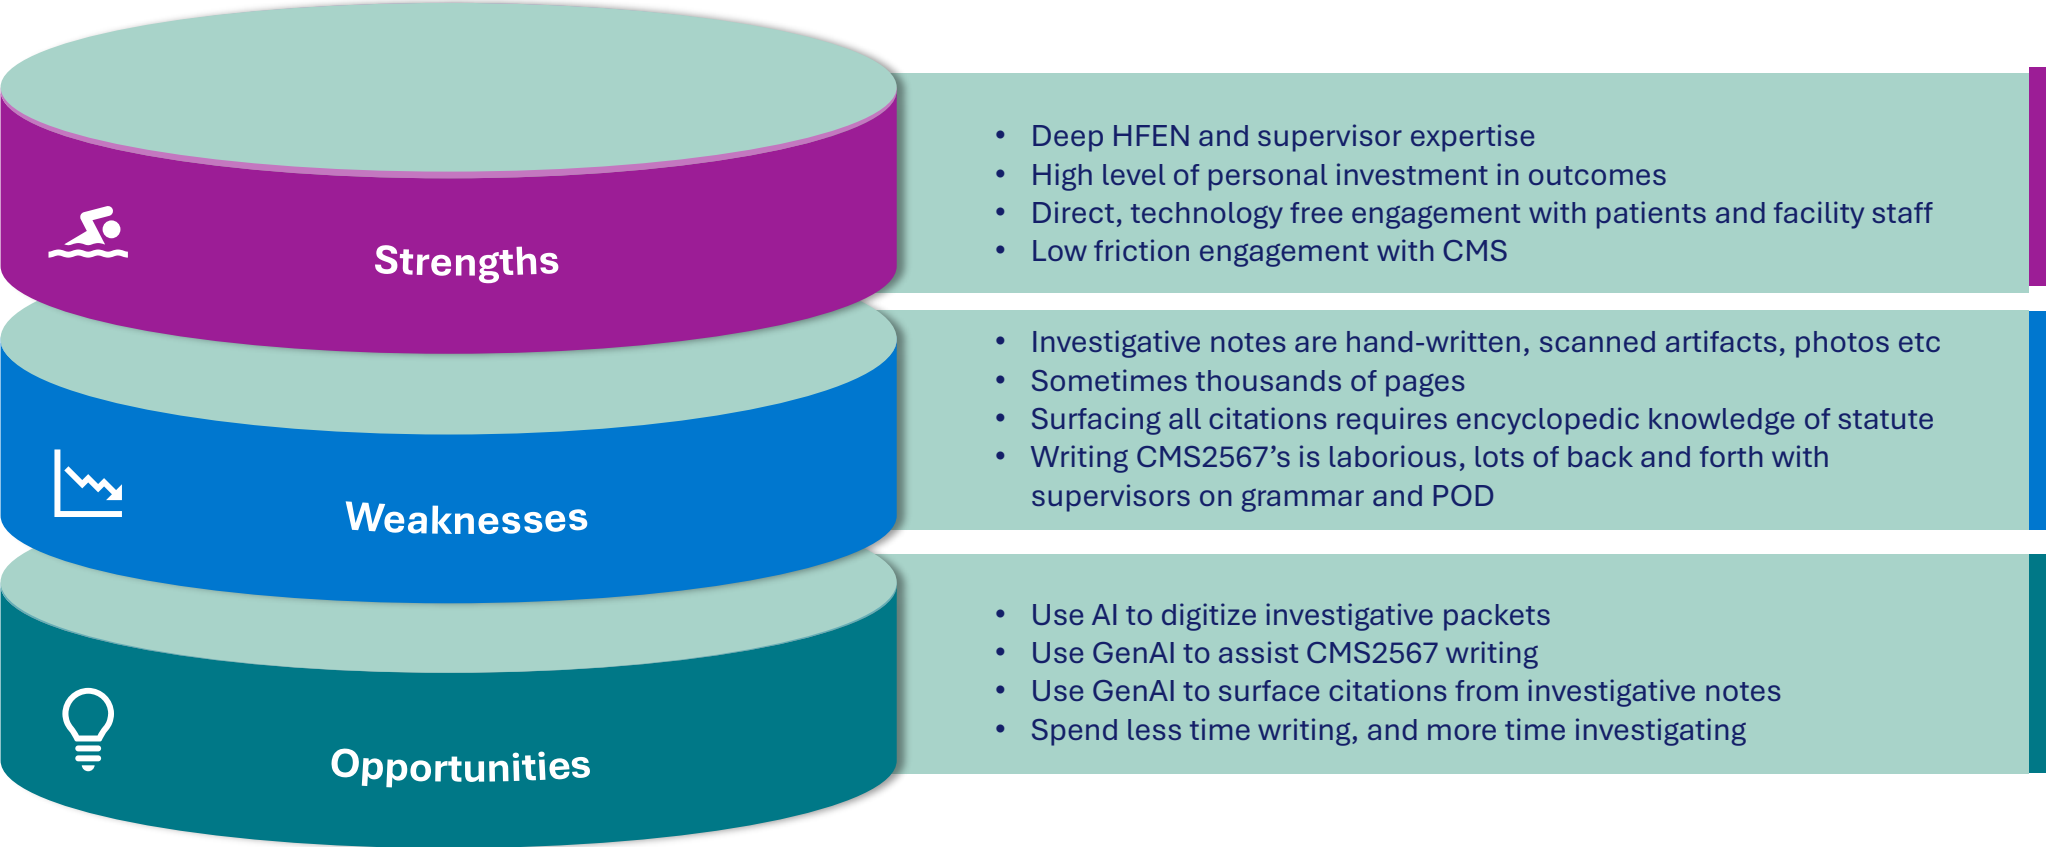 Strengths
• Deep HFEN and supervisor expertise
• High level of personal investment in outcomes
• Direct, technology free engagement with patients and facility staff
• Low friction engagement with CMS
Weaknesses
• Investigative notes are hand-written, scanned artifacts, photos etc
• Sometimes thousands of pages
• Surfacing all citations requires encyclopedic knowledge of statute
• Writing CMS2567’s is laborious, lots of back and forth with
supervisors on grammar and POD
Opportunities
• Use AI to digitize investigative packets
• Use GenAI to assist CMS2567 writing
• Use GenAI to surface citations from investigative notes
• Spend less time writing, and more time investigating